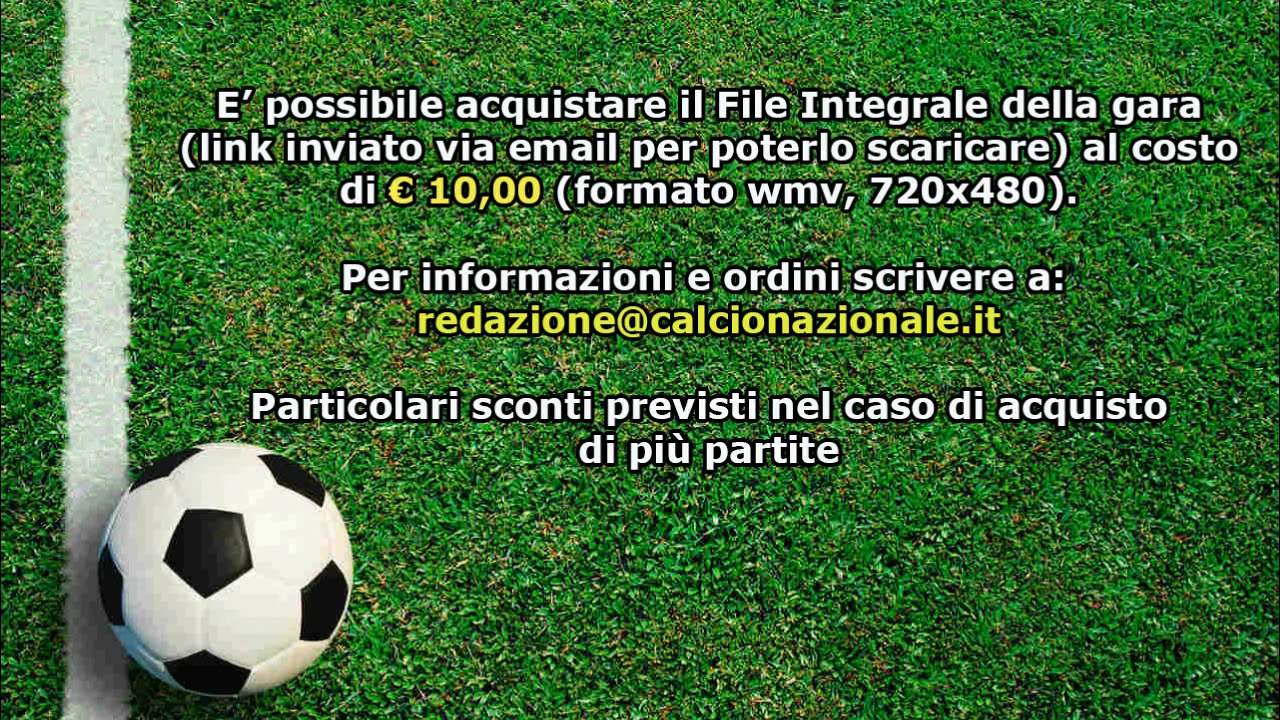 E’ possibile acquistare il File Integrale della gara
(link inviato via email per poterlo scaricare) al costo
di € 10,00 (formato wmv, 720x480).
Per informazioni e ordini scrivere a:
redazione@calcionazionale.it
Particolari sconti previsti nel caso di acquisto
di più partite